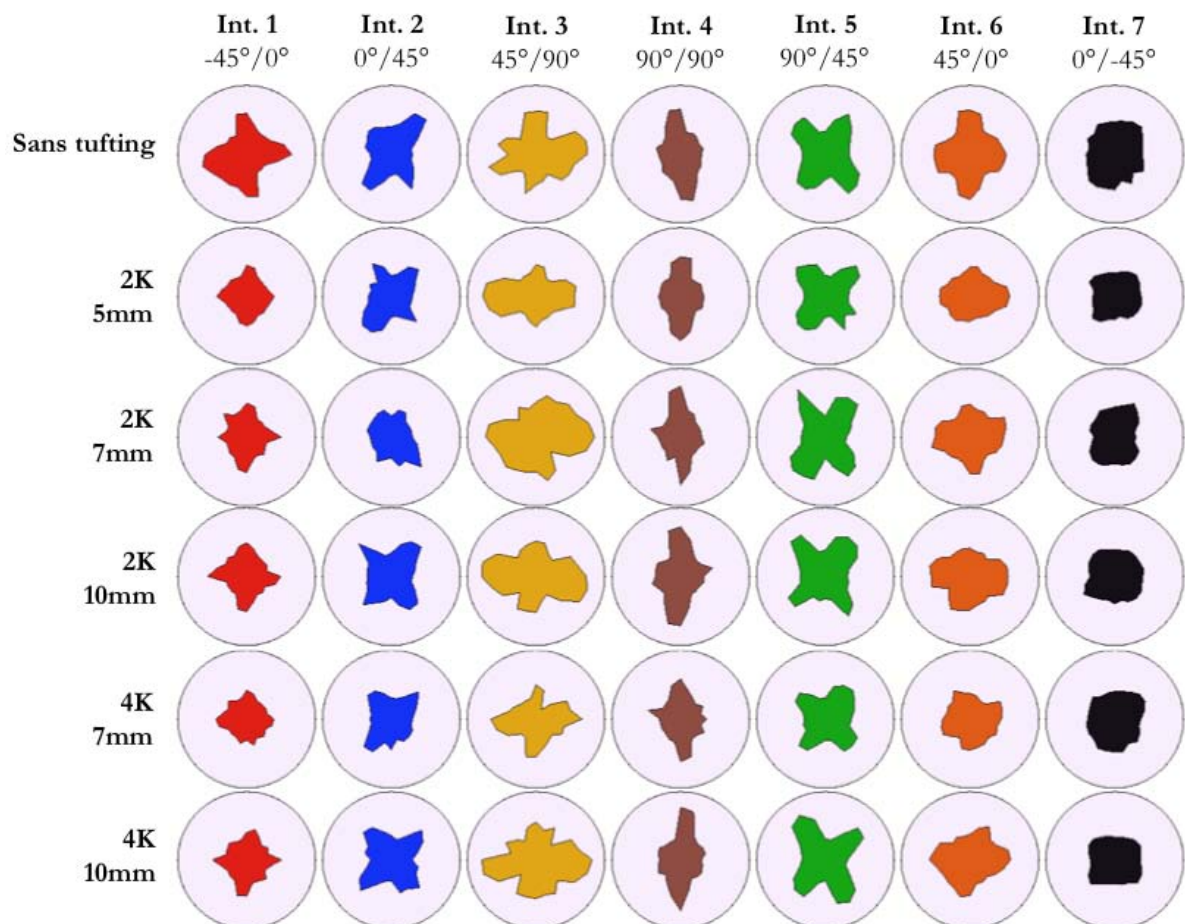 Int. 1 Int. 2 Int. 3 Int. 4 Int. 5 Int. 6 Int. 7
-45°/0° 0°/45° 45°/90° 90°/90° 90°/45° 45°/0° 0°/-45°
Sans tufting
2K
5mm
2K
7mm
2K
10mm
4K
7mm
4K
10mm